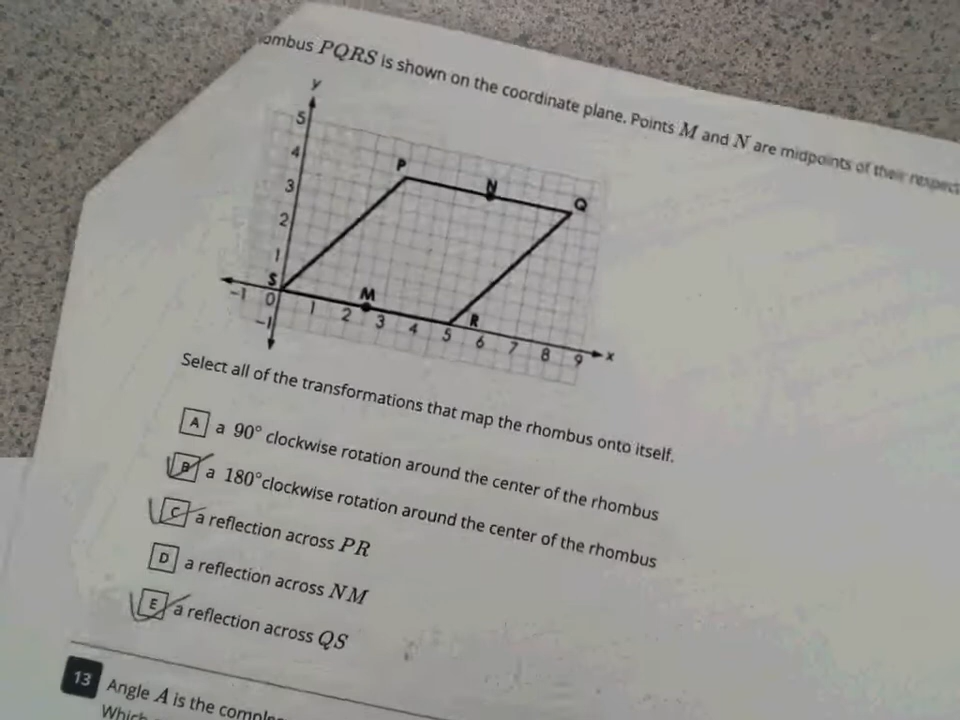 ombus PQRS is shown on the coordinate plane. Points M and N are midpoints of their respect
y
5
4
3
2
1
P
N
Q
S
M
R
-1 0 1 2 3 4 5 6 7 8 9 x
-1
Select all of the transformations that map the rhombus onto itself.
A a 90° clockwise rotation around the center of the rhombus
B a 180° clockwise rotation around the center of the rhombus
C a reflection across PR
D a reflection across NM
E a reflection across QS
13 Angle A is the comple
Which